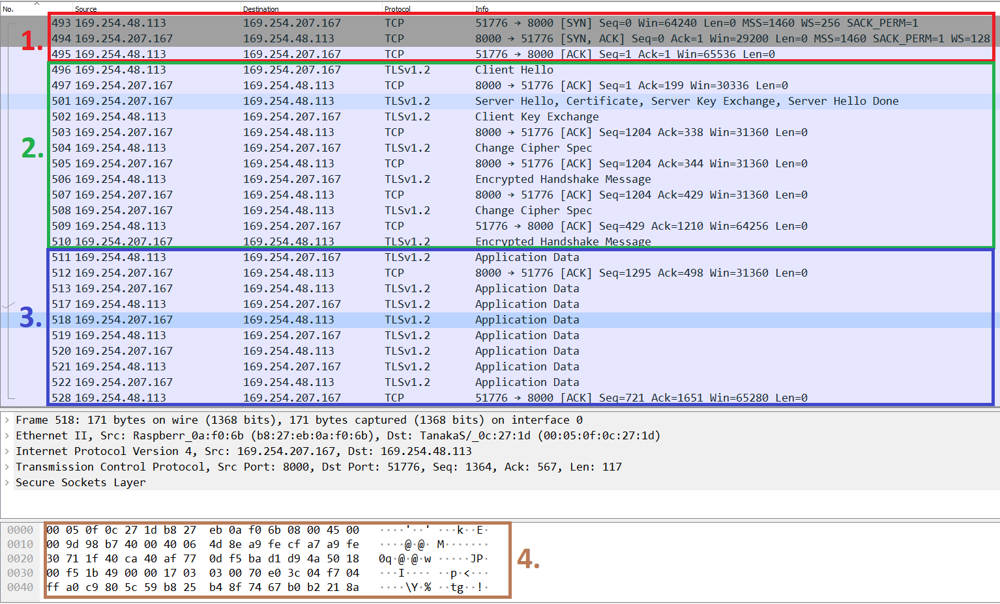 No. Source Destination Protocol Info
1.
493 169.254.48.113 169.254.207.167 TCP 51776 → 8000 [SYN] Seq=0 Win=64240 Len=0 MSS=1460 WS=256 SACK_PERM=1
494 169.254.207.167 169.254.48.113 TCP 8000 → 51776 [SYN, ACK] Seq=0 Ack=1 Win=29200 Len=0 MSS=1460 SACK_PERM=1 WS=128
495 169.254.48.113 169.254.207.167 TCP 51776 → 8000 [ACK] Seq=1 Ack=1 Win=65536 Len=0
2.
496 169.254.48.113 169.254.207.167 TLSv1.2 Client Hello
497 169.254.207.167 169.254.48.113 TCP 8000 → 51776 [ACK] Seq=1 Ack=199 Win=30336 Len=0
501 169.254.207.167 169.254.48.113 TLSv1.2 Server Hello, Certificate, Server Key Exchange, Server Hello Done
502 169.254.48.113 169.254.207.167 TLSv1.2 Client Key Exchange
503 169.254.207.167 169.254.48.113 TCP 8000 → 51776 [ACK] Seq=1204 Ack=338 Win=31360 Len=0
504 169.254.48.113 169.254.207.167 TLSv1.2 Change Cipher Spec
505 169.254.207.167 169.254.48.113 TCP 8000 → 51776 [ACK] Seq=1204 Ack=344 Win=31360 Len=0
506 169.254.48.113 169.254.207.167 TLSv1.2 Encrypted Handshake Message
507 169.254.207.167 169.254.48.113 TCP 8000 → 51776 [ACK] Seq=1204 Ack=429 Win=31360 Len=0
508 169.254.207.167 169.254.48.113 TLSv1.2 Change Cipher Spec
509 169.254.48.113 169.254.207.167 TCP 51776 → 8000 [ACK] Seq=429 Ack=1210 Win=64256 Len=0
510 169.254.207.167 169.254.48.113 TLSv1.2 Encrypted Handshake Message
3.
511 169.254.48.113 169.254.207.167 TLSv1.2 Application Data
512 169.254.207.167 169.254.48.113 TCP 8000 → 51776 [ACK] Seq=1295 Ack=498 Win=31360 Len=0
513 169.254.207.167 169.254.48.113 TLSv1.2 Application Data
517 169.254.48.113 169.254.207.167 TLSv1.2 Application Data
518 169.254.207.167 169.254.48.113 TLSv1.2 Application Data
519 169.254.48.113 169.254.207.167 TLSv1.2 Application Data
520 169.254.207.167 169.254.48.113 TLSv1.2 Application Data
521 169.254.48.113 169.254.207.167 TLSv1.2 Application Data
522 169.254.207.167 169.254.48.113 TLSv1.2 Application Data
528 169.254.48.113 169.254.207.167 TCP 51776 → 8000 [ACK] Seq=721 Ack=1651 Win=65280 Len=0
Frame 518: 171 bytes on wire (1368 bits), 171 bytes captured (1368 bits) on interface 0
Ethernet II, Src: Raspberr_0a:f0:6b (b8:27:eb:0a:f0:6b), Dst: TanakaS/_0c:27:1d (00:05:0f:0c:27:1d)
Internet Protocol Version 4, Src: 169.254.207.167, Dst: 169.254.48.113
Transmission Control Protocol, Src Port: 8000, Dst Port: 51776, Seq: 1364, Ack: 567, Len: 117
Secure Sockets Layer
0000 00 05 0f 0c 27 1d b8 27 eb 0a f0 6b 08 00 45 00 ····'··' ···k··E·
0010 00 9d 98 b7 40 00 40 06 4d 8e a9 fe cf a7 a9 fe ····@·@· M·······
0020 30 71 1f 40 ca 40 af 77 0d f5 ba d1 d9 4a 50 18 0q·@·@·w ·····JP·
0030 00 f5 1b 49 00 00 17 03 03 00 70 e0 3c 04 f7 04 ···I···· ··p·<···
0040 ff a0 c9 80 5c 59 b8 25 b4 8f 74 67 b0 b2 21 8a ····\Y·% ··tg··!·
4.